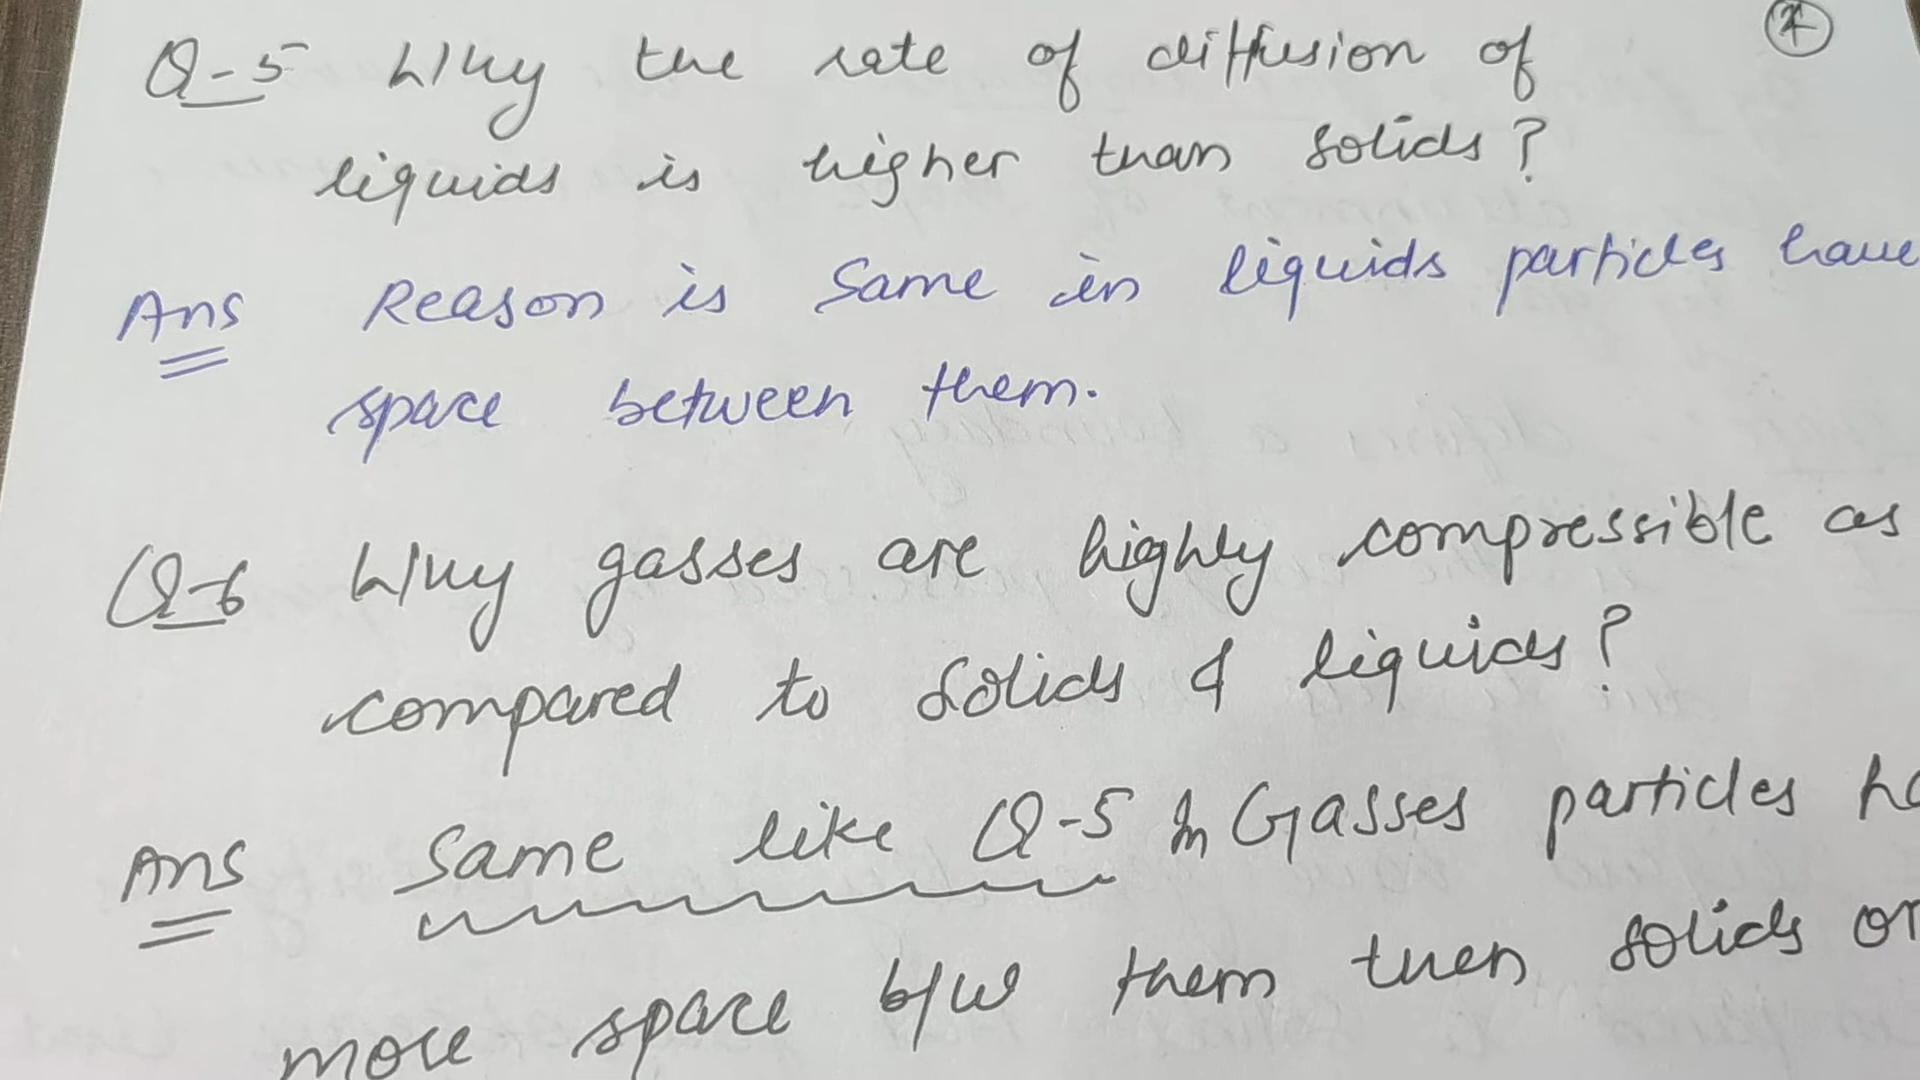 Q-5 Why the rate of diffusion of
liquids is higher than solids?
Ans Reason is same in liquids particles have
space between them.
Q-6 Why gasses are highly compressible as
compared to solids & liquids?
Ans Same like Q-5 In Gasses particles
more space b/w them then solids or